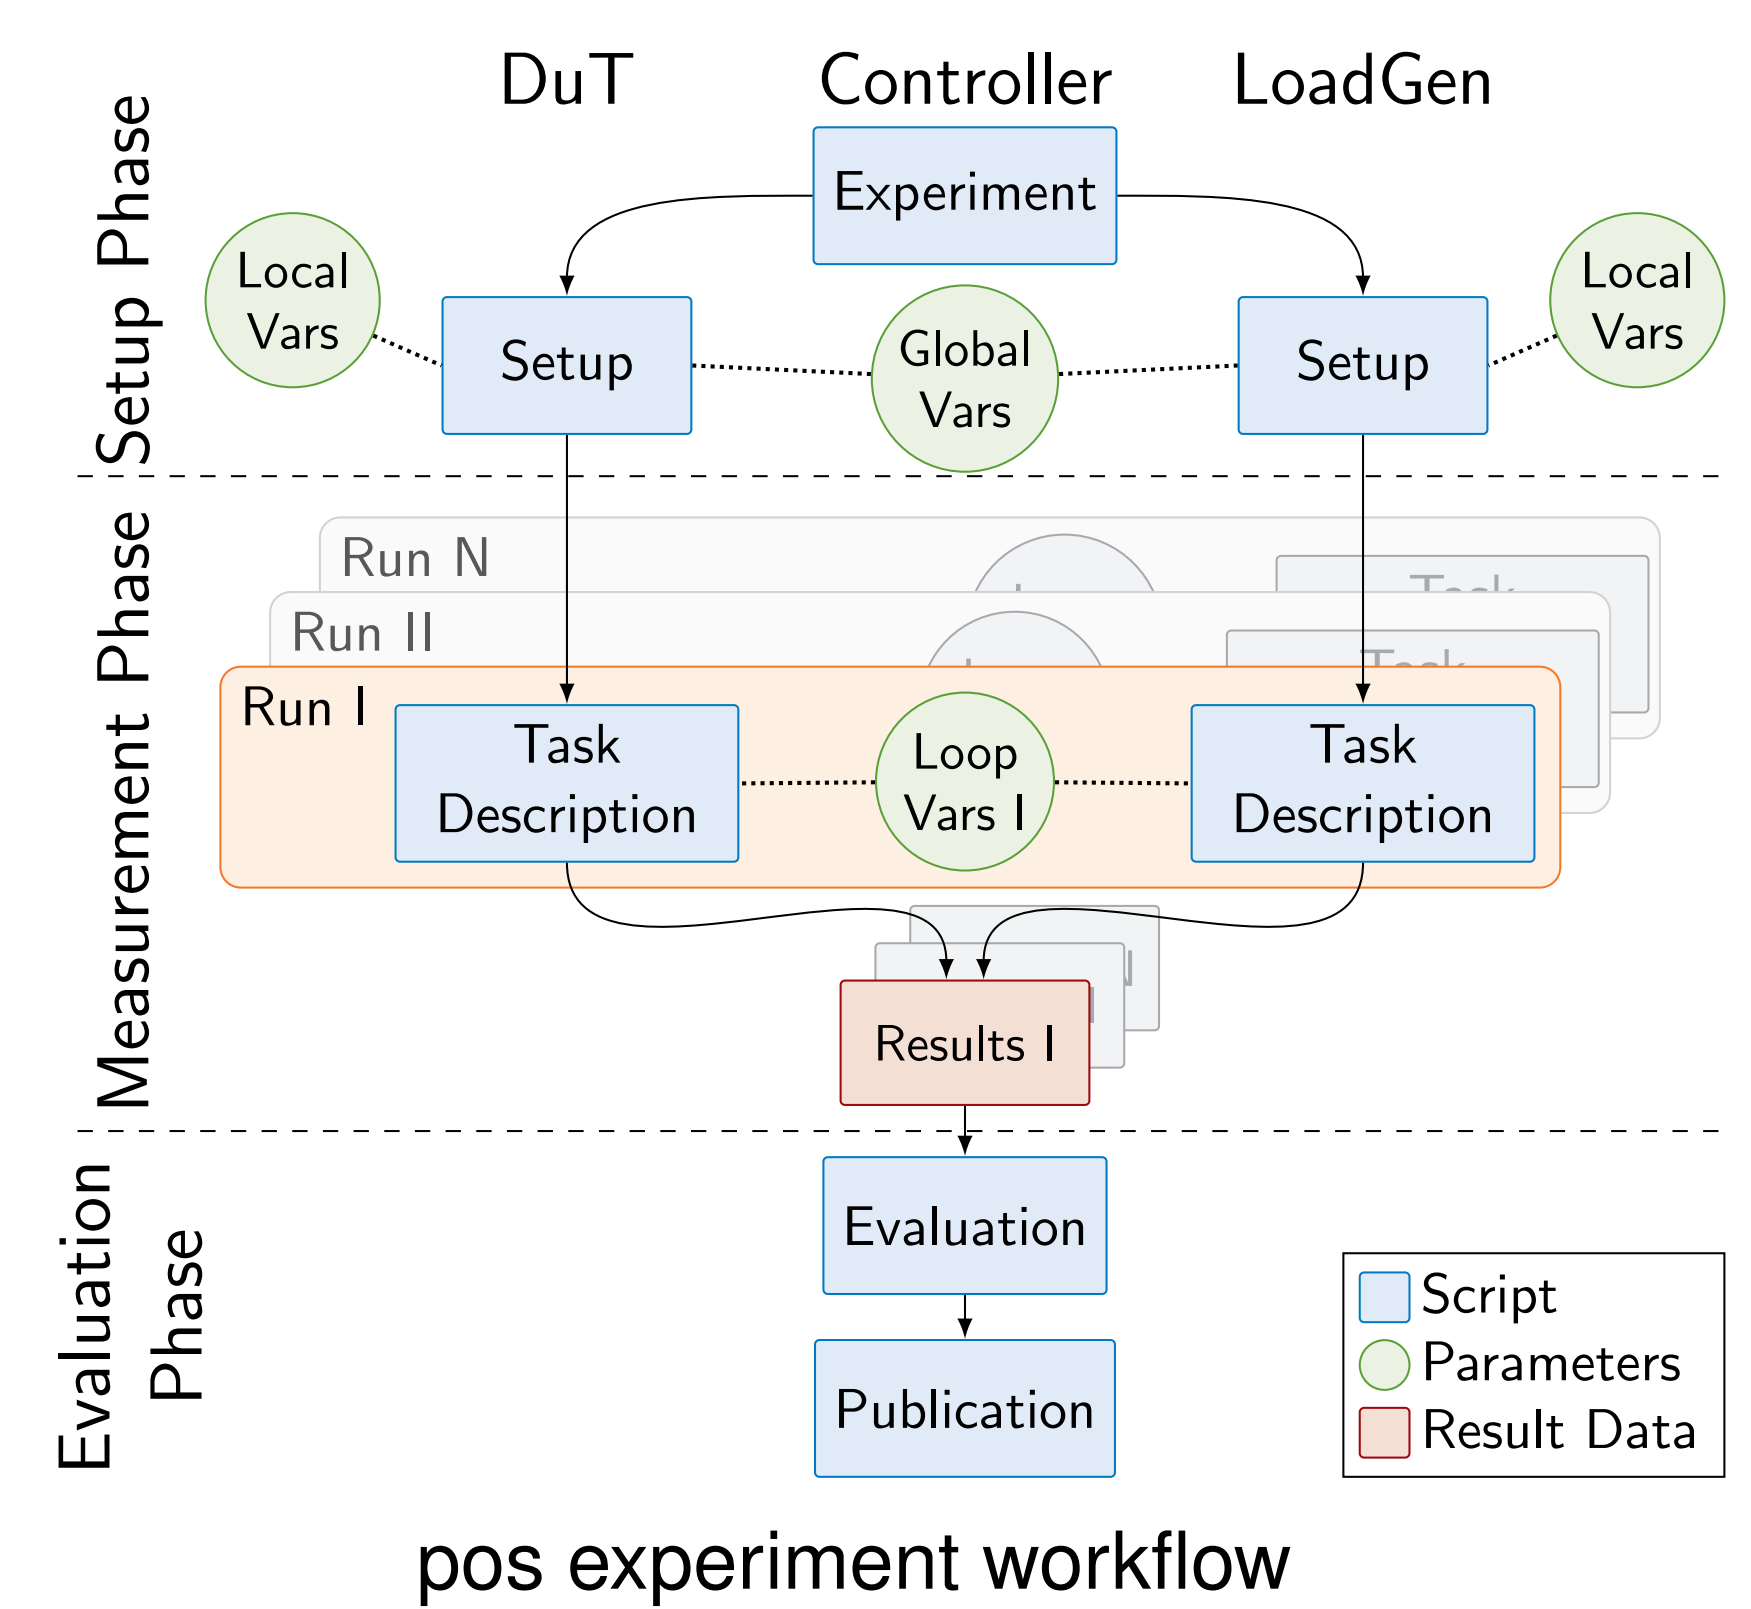 DuT
Controller
LoadGen
Setup Phase
Experiment
Local
Vars
Setup
Global
Vars
Setup
Local
Vars
Measurement Phase
Run N
Task
Run II
Task
Run I
Task
Description
Loop
Vars I
Task
Description
N
Results I
Evaluation
Phase
Evaluation
Publication
Script
Parameters
Result Data
pos experiment workflow